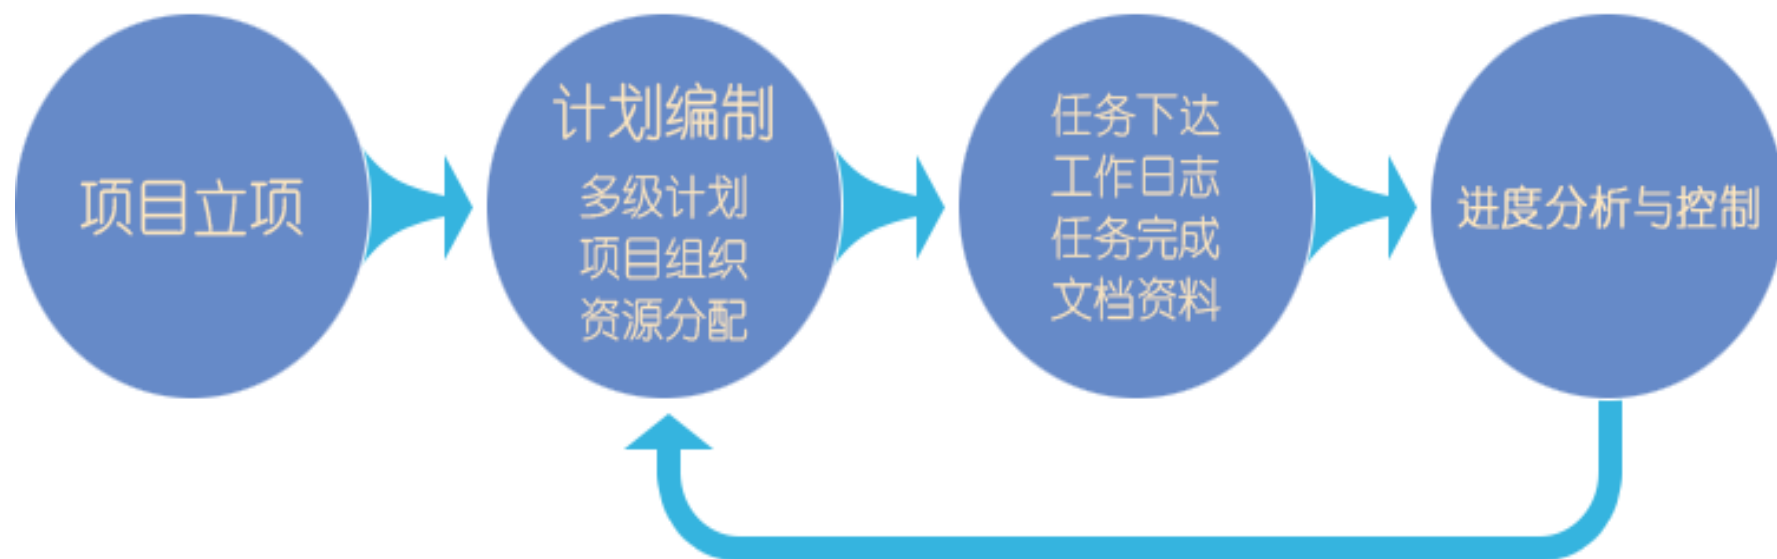 项目立项
计划编制
多级计划
项目组织
资源分配
任务下达
工作日志
任务完成
文档资料
进度分析与控制